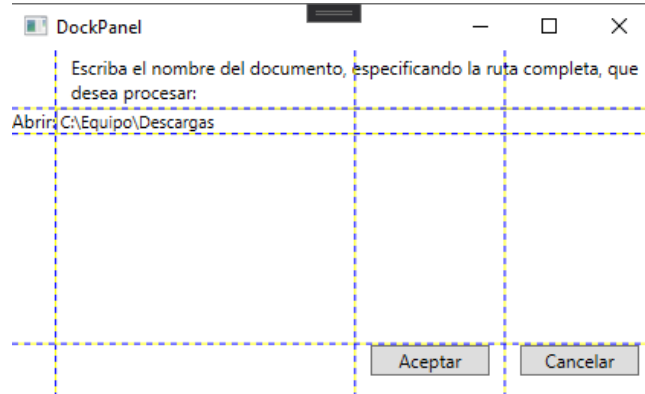 DockPanel
Escriba el nombre del documento, especificando la ruta completa, que
desea procesar:
Abrir: C:\Equipo\Descargas
Aceptar Cancelar